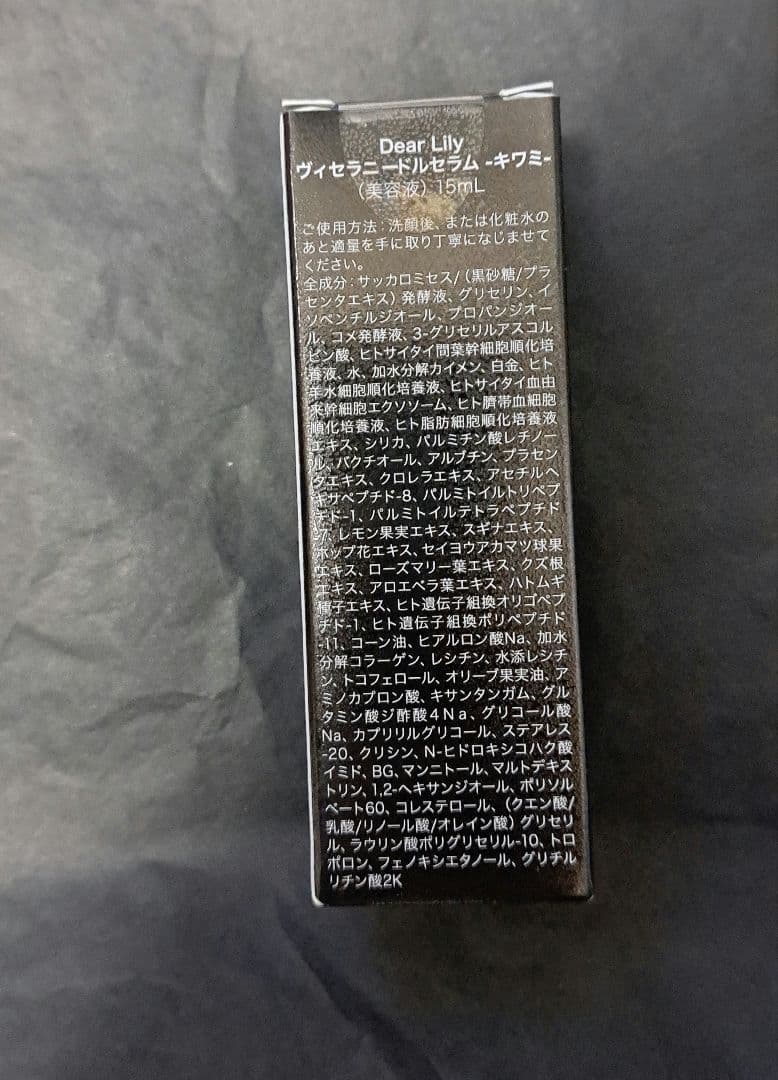 Dear Lily
ヴィセラニードルセラム -キワミ-
（美容液）15mL
ご使用方法：洗顔後、または化粧水の
あと適量を手に取り丁寧になじませて
ください。
全成分：サッカロミセス/（黒砂糖/プラ
センタエキス）発酵液、グリセリン、イ
ソペンチルジオール、プロパンジオー
ル、コメ発酵液、3-グリセリルアスコル
ビン酸、ヒトサイタイ間葉幹細胞順化培
養液、水、加水分解カイメン、白金、ヒト
羊水細胞順化培養液、ヒトサイタイ血由
来幹細胞エクソソーム、ヒト臍帯血細胞
順化培養液、ヒト脂肪細胞順化培養液
エキス、シリカ、パルミチン酸レチノー
ル、バクチオール、アルブチン、プラセン
タエキス、クロレラエキス、アセチルヘ
キサペプチド-8、パルミトイルトリペプ
チド-1、パルミトイルテトラペプチド
-7、レモン果実エキス、スギナエキス、
ホップ花エキス、セイヨウアカマツ球果
エキス、ローズマリー葉エキス、クズ根
エキス、アロエベラ葉エキス、ハトムギ
種子エキス、ヒト遺伝子組換オリゴペプ
チド-1、ヒト遺伝子組換ポリペプチド
-11、コーン油、ヒアルロン酸Na、加水
分解コラーゲン、レシチン、水添レシチ
ン、トコフェロール、オリーブ果実油、ア
ミノカプロン酸、キサンタンガム、グル
タミン酸ジ酢酸4Na、グリコール酸
Na、カプリリルグリコール、ステアレス
-20、クリシン、N-ヒドロキシコハク酸
イミド、BG、マンニトール、マルトデキス
トリン、1,2-ヘキサンジオール、ポリソル
ベート60、コレステロール、（クエン酸/
乳酸/リノール酸/オレイン酸）グリセリ
ル、ラウリン酸ポリグリセリル-10、トロ
ポロン、フェノキシエタノール、グリチル
リチン酸2K